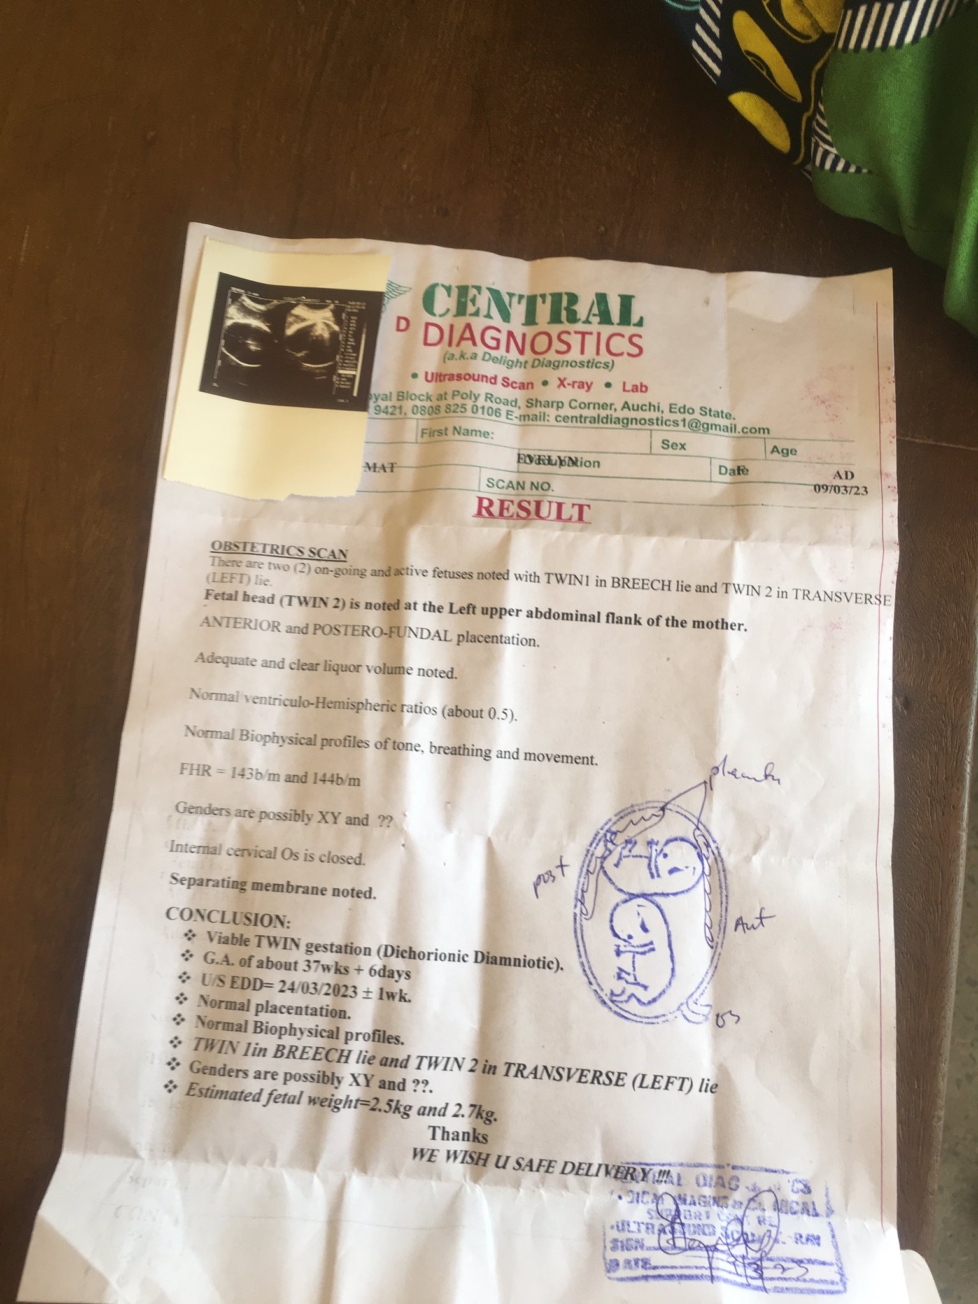 CENTRAL
D DIAGNOSTICS
(a.k.a Delight Diagnostics)
• Ultrasound Scan • X-ray • Lab
yal Block at Poly Road, Sharp Corner, Auchi, Edo State.
9421, 0808 825 0106 E-mail: centraldiagnostics1@gmail.com
First Name: Sex Age
MAT EVELYN Occupation Date F AD
SCAN NO. 09/03/23
RESULT
OBSTETRICS SCAN
There are two (2) on-going and active fetuses noted with TWIN1 in BREECH lie and TWIN 2 in TRANSVERSE
(LEFT) lie.
Fetal head (TWIN 2) is noted at the Left upper abdominal flank of the mother.
ANTERIOR and POSTERO-FUNDAL placentation.
Adequate and clear liquor volume noted.
Normal ventriculo-Hemispheric ratios (about 0.5).
Normal Biophysical profiles of tone, breathing and movement.
FHR = 143b/m and 144b/m
Genders are possibly XY and ??
Internal cervical Os is closed.
Separating membrane noted.
post
Ant
os
CONCLUSION:
❖ Viable TWIN gestation (Dichorionic Diamniotic).
❖ G.A. of about 37wks + 6days
❖ U/S EDD= 24/03/2023 ± 1wk.
❖ Normal placentation.
❖ Normal Biophysical profiles.
❖ TWIN 1in BREECH lie and TWIN 2 in TRANSVERSE (LEFT) lie
❖ Genders are possibly XY and ??.
❖ Estimated fetal weight=2.5kg and 2.7kg.
Thanks
WE WISH U SAFE DELIVERY !!!
SIGN
DATE